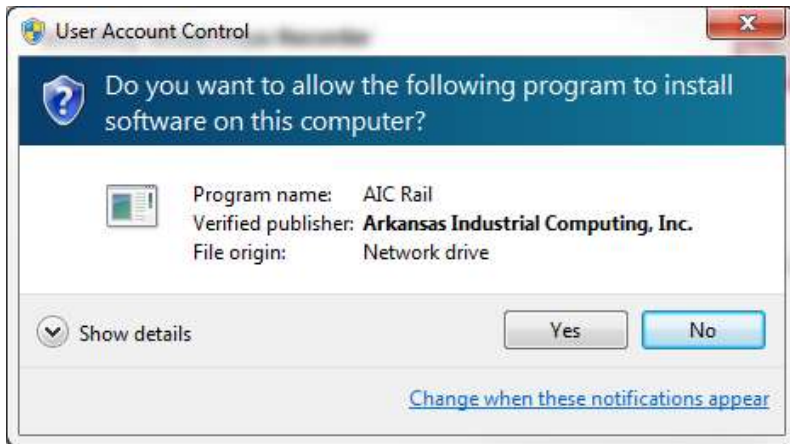 User Account Control
Do you want to allow the following program to install
software on this computer?
Program name: AIC Rail
Verified publisher: Arkansas Industrial Computing, Inc.
File origin: Network drive
Show details
Yes
No
Change when these notifications appear